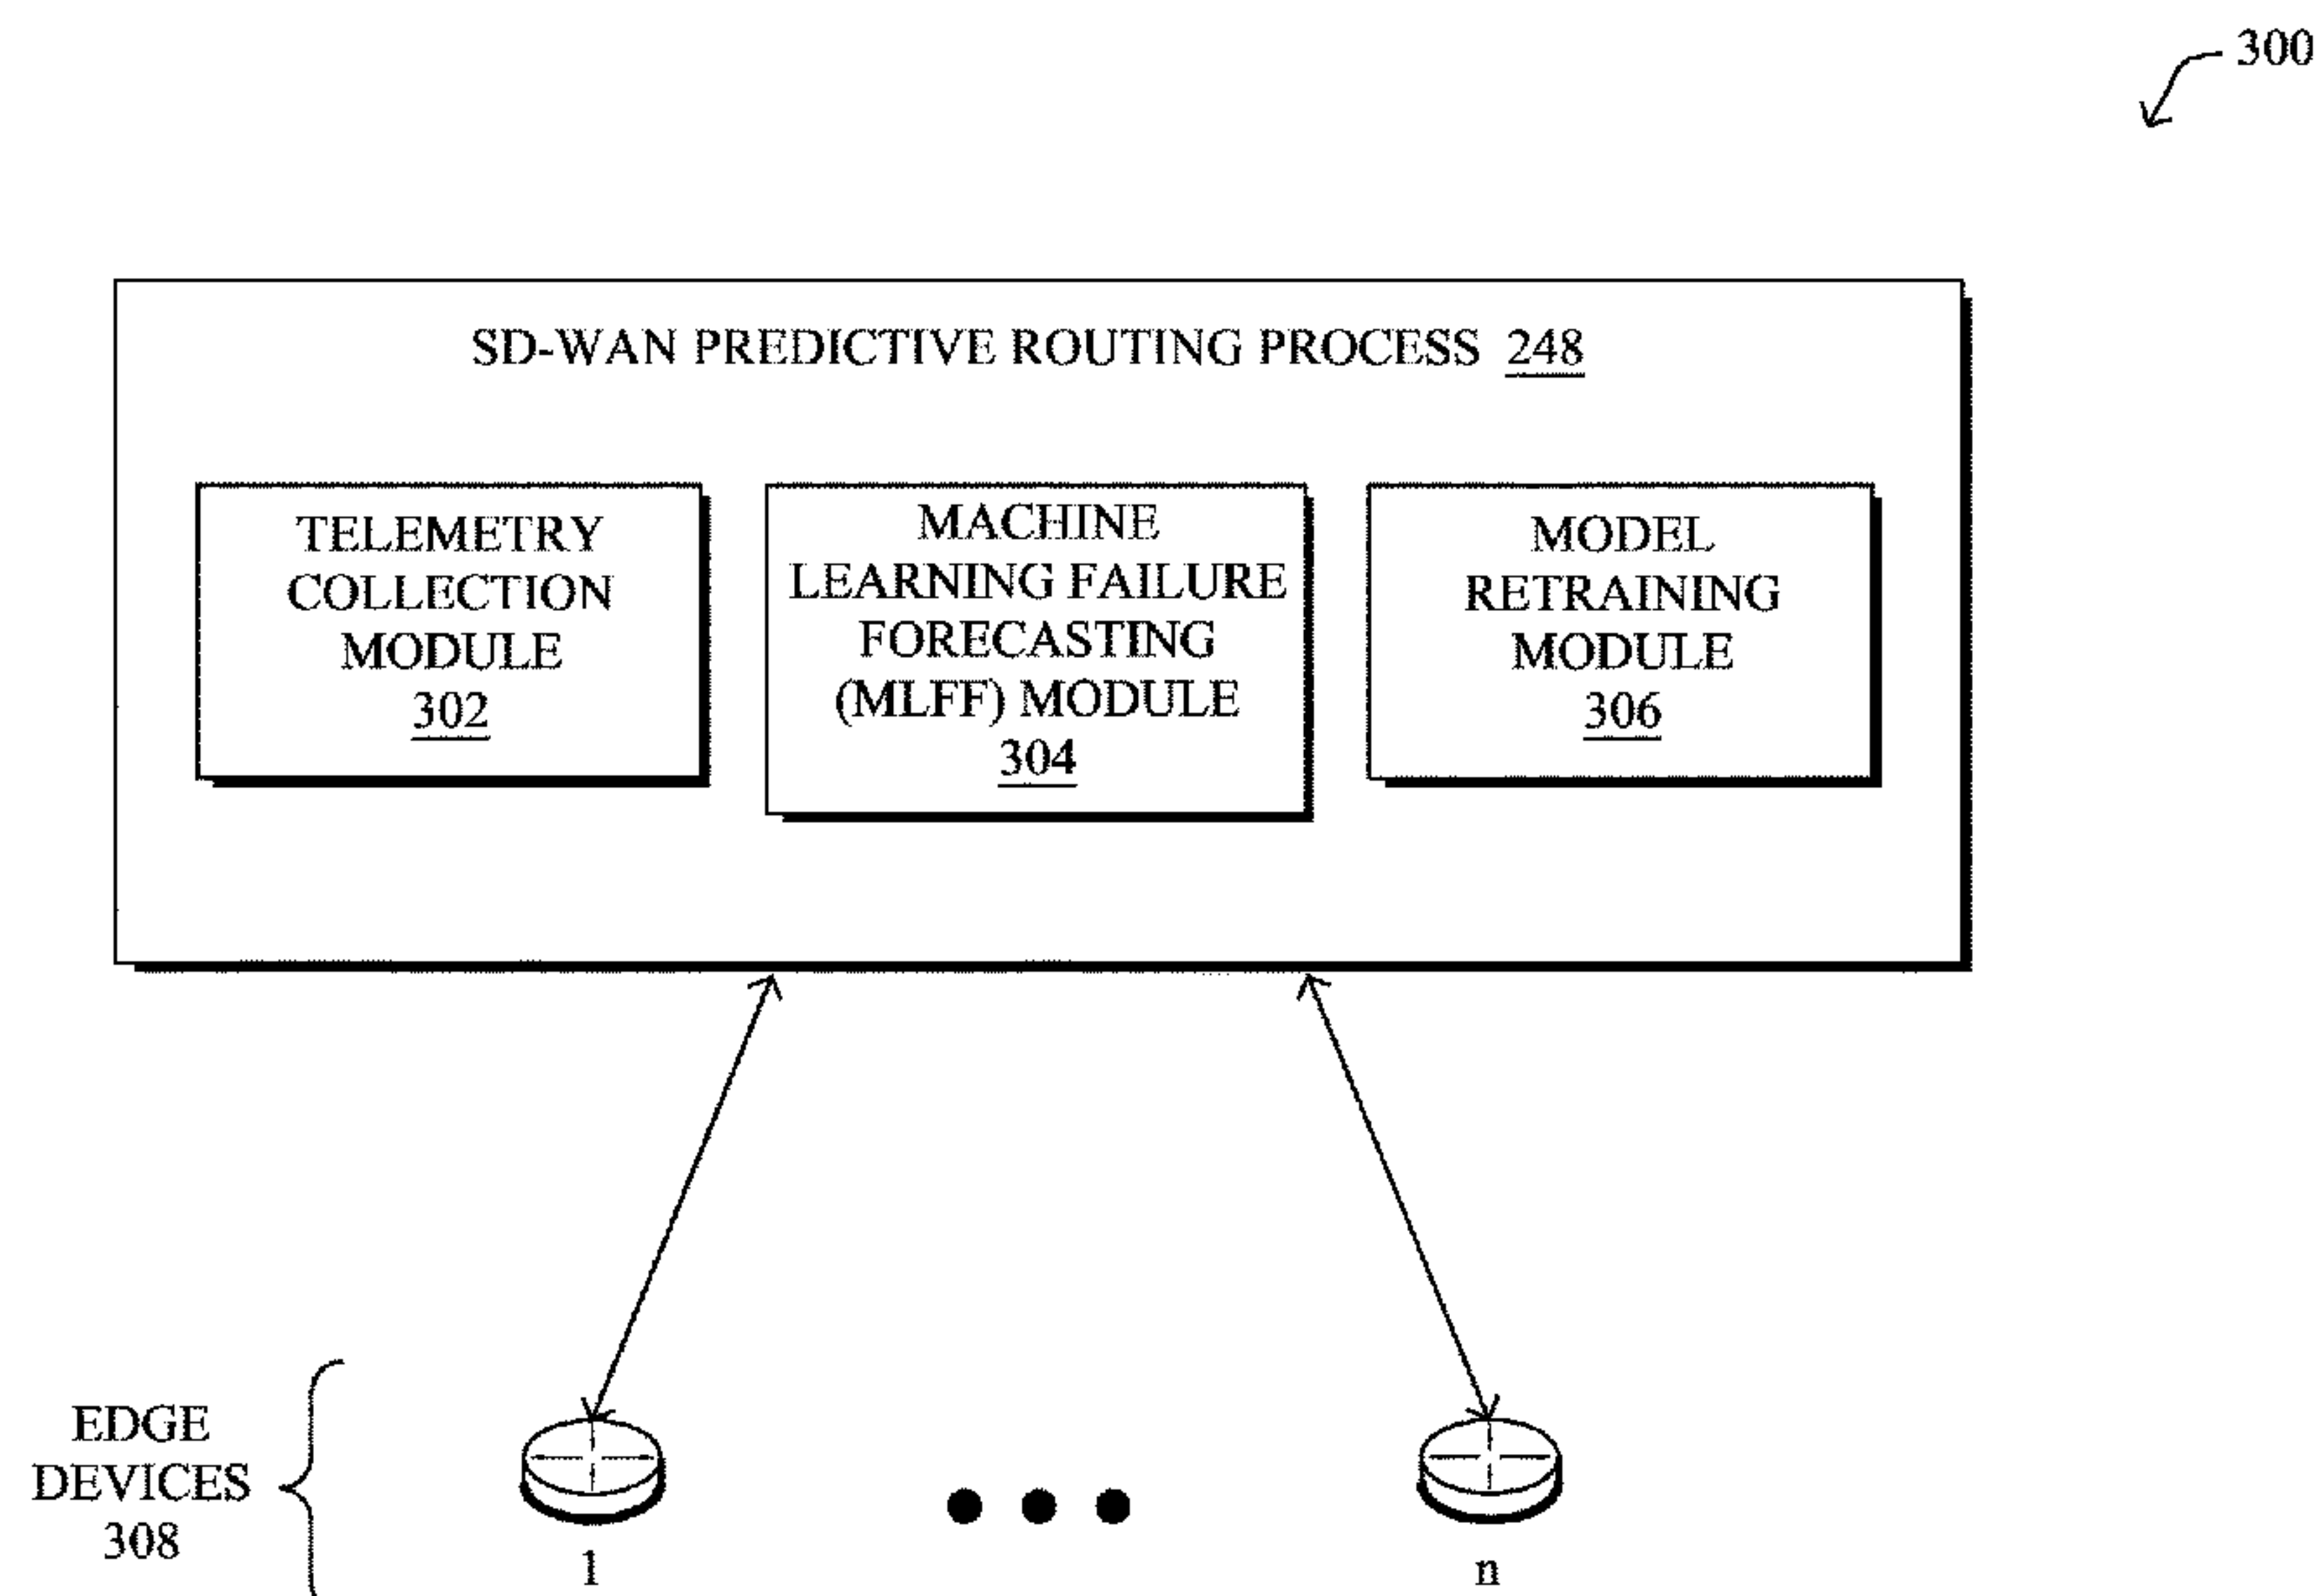 300
SD-WAN PREDICTIVE ROUTING PROCESS 248
TELEMETRY
COLLECTION
MODULE
302
MACHINE
LEARNING FAILURE
FORECASTING
(MLFF) MODULE
304
MODEL
RETRAINING
MODULE
306
EDGE
DEVICES
308
1
n